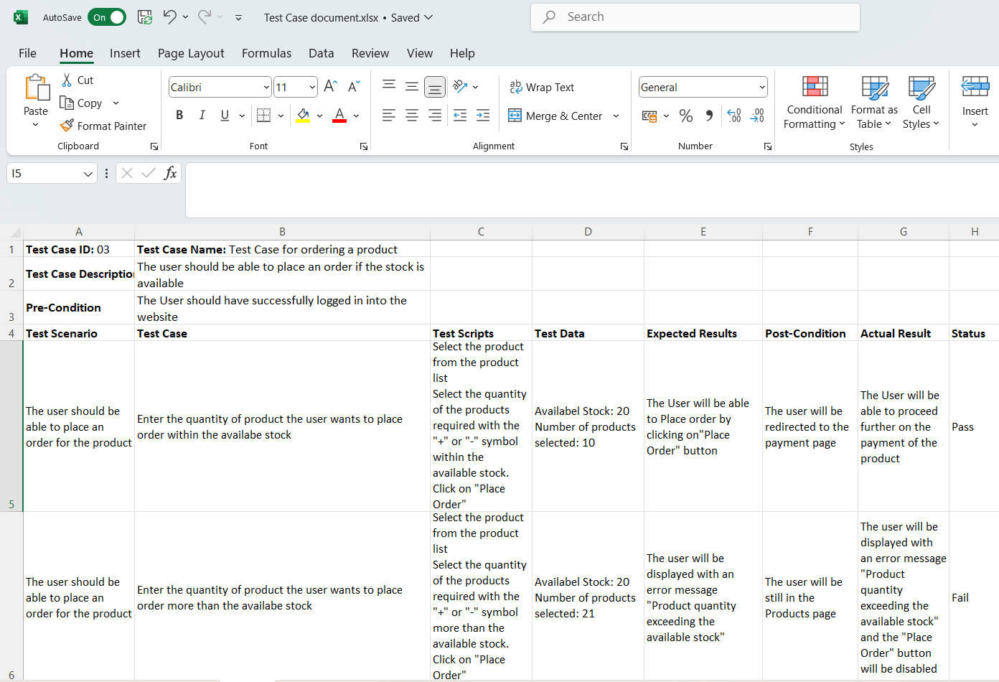 AutoSave On Test Case document.xlsx • Saved Search
File Home Insert Page Layout Formulas Data Review View Help
Paste
Cut
Copy
Format Painter
Clipboard
Calibri 11
B I U
Font
Wrap Text
Merge & Center
Alignment
General
Number
Conditional
Formatting
Format as
Table
Cell
Styles
Styles
Insert
I5 fx
A B C D E F G H
1 Test Case ID: 03 Test Case Name: Test Case for ordering a product
2 Test Case Descriptio
The user should be able to place an order if the stock is
available
3 Pre-Condition
The User should have successfully logged in into the
website
4 Test Scenario Test Case Test Scripts Test Data Expected Results Post-Condition Actual Result Status
5
The user should be
able to place an
order for the product
Enter the quantity of product the user wants to place
order within the availabe stock
Select the product
from the product
list
Select the quantity
of the products
required with the
"+" or "-" symbol
within the
available stock.
Click on "Place
Order"
Availabel Stock: 20
Number of products
selected: 10
The User will be able
to Place order by
clicking on"Place
Order" button
The user will be
redirected to the
payment page
The User will be
able to proceed
further on the
payment of the
product
Pass
6
The user should be
able to place an
order for the product
Enter the quantity of product the user wants to place
order more than the availabe stock
Select the product
from the product
list
Select the quantity
of the products
required with the
"+" or "-" symbol
more than the
available stock.
Click on "Place
Order"
Availabel Stock: 20
Number of products
selected: 21
The user will be
displayed with an
error message
"Product quantity
exceeding the
available stock"
The user will be
still in the
Products page
The user will be
displayed with
an error message
"Product
quantity
exceeding the
available stock"
and the "Place
Order" button
will be disabled
Fail